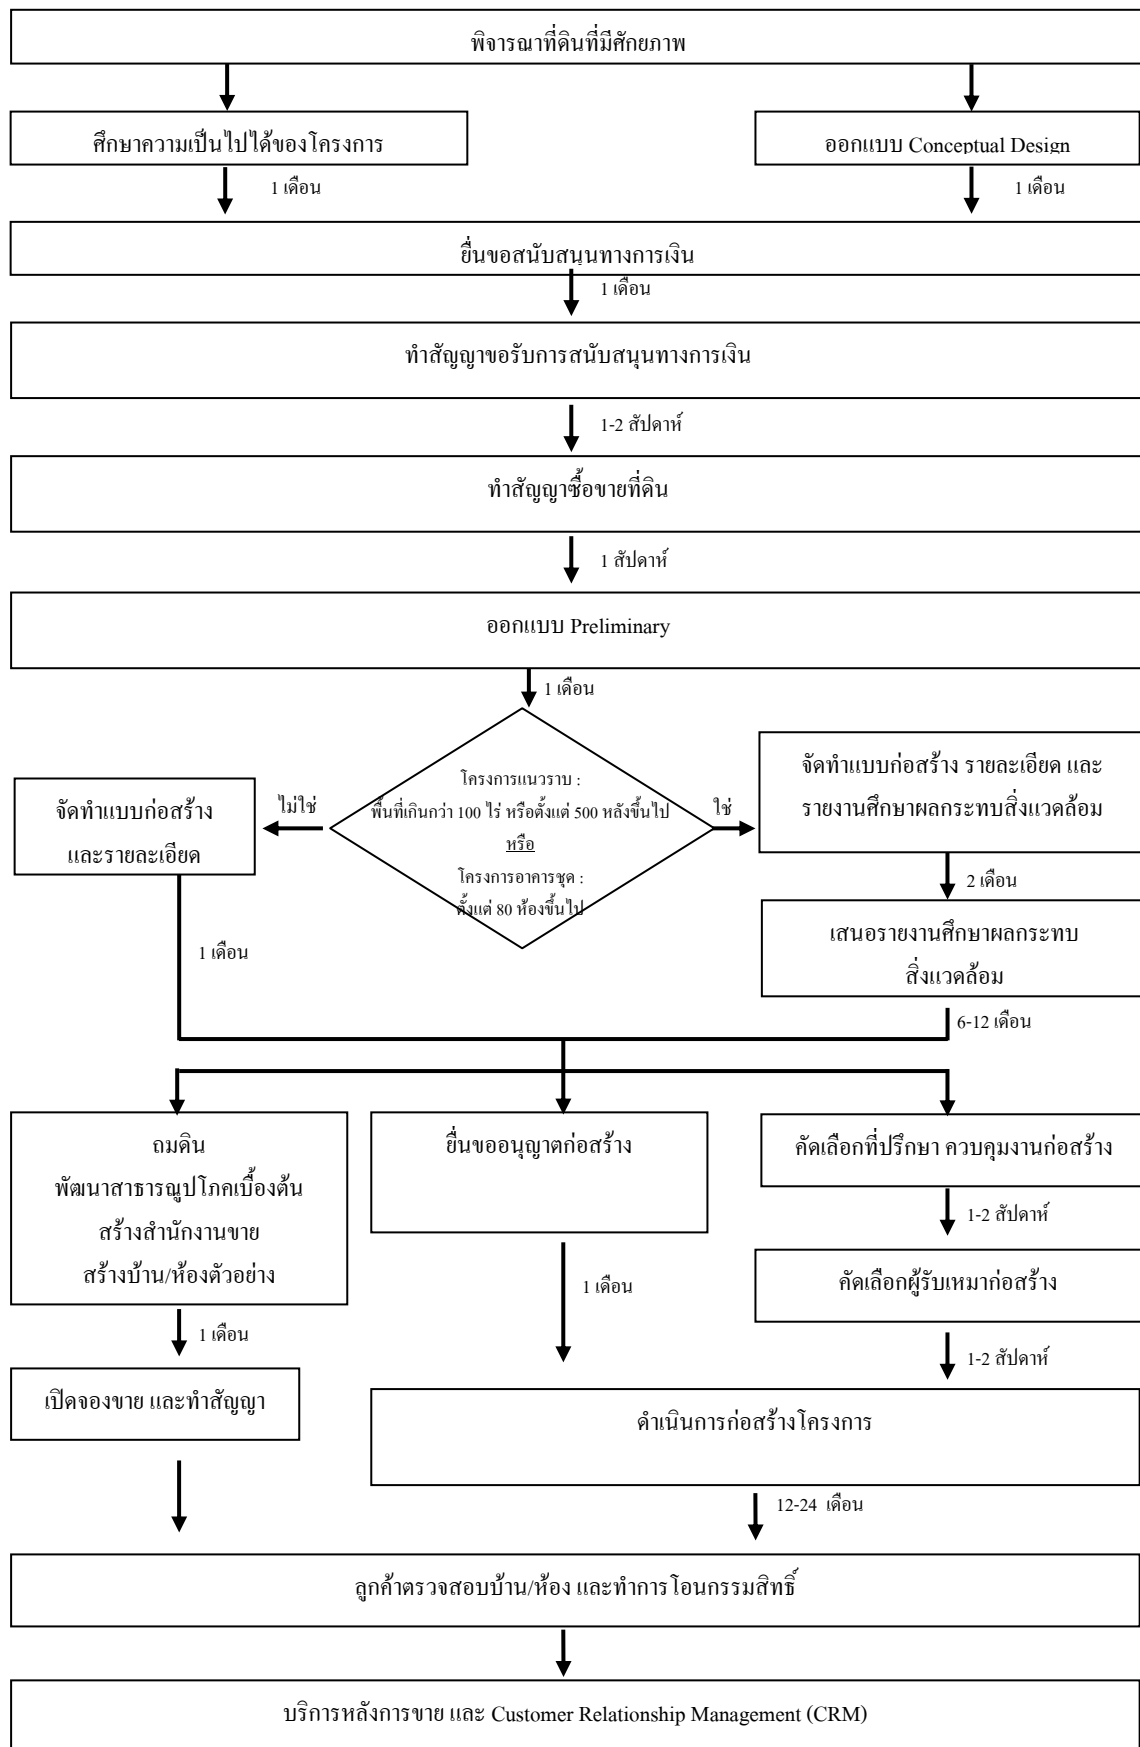 พิจารณาที่ดินที่มีศักยภาพ
ศึกษาความเป็นไปได้ของโครงการ
ออกแบบ Conceptual Design
1 เดือน
1 เดือน
ยื่นขอสนับสนุนทางการเงิน
1 เดือน
ทำสัญญาขอรับการสนับสนุนทางการเงิน
1-2 สัปดาห์
ทำสัญญาซื้อขายที่ดิน
1 สัปดาห์
ออกแบบ Preliminary
1 เดือน
โครงการแนวราบ :
พื้นที่เกินกว่า 100 ไร่ หรือตั้งแต่ 500 หลังขึ้นไป
หรือ
โครงการอาคารชุด :
ตั้งแต่ 80 ห้องขึ้นไป
ไม่ใช่
ใช่
จัดทำแบบก่อสร้าง
และรายละเอียด
จัดทำแบบก่อสร้าง รายละเอียด และ
รายงานศึกษาผลกระทบสิ่งแวดล้อม
2 เดือน
เสนอรายงานศึกษาผลกระทบ
สิ่งแวดล้อม
1 เดือน
6-12 เดือน
ถมดิน
พัฒนาสาธารณูปโภคเบื้องต้น
สร้างสำนักงานขาย
สร้างบ้าน/ห้องตัวอย่าง
ยื่นขออนุญาตก่อสร้าง
คัดเลือกที่ปรึกษา ควบคุมงานก่อสร้าง
1-2 สัปดาห์
คัดเลือกผู้รับเหมาก่อสร้าง
1 เดือน
1 เดือน
1-2 สัปดาห์
เปิดจองขาย และทำสัญญา
ดำเนินการก่อสร้างโครงการ
12-24 เดือน
ลูกค้าตรวจสอบบ้าน/ห้อง และทำการโอนกรรมสิทธิ์
บริการหลังการขาย และ Customer Relationship Management (CRM)